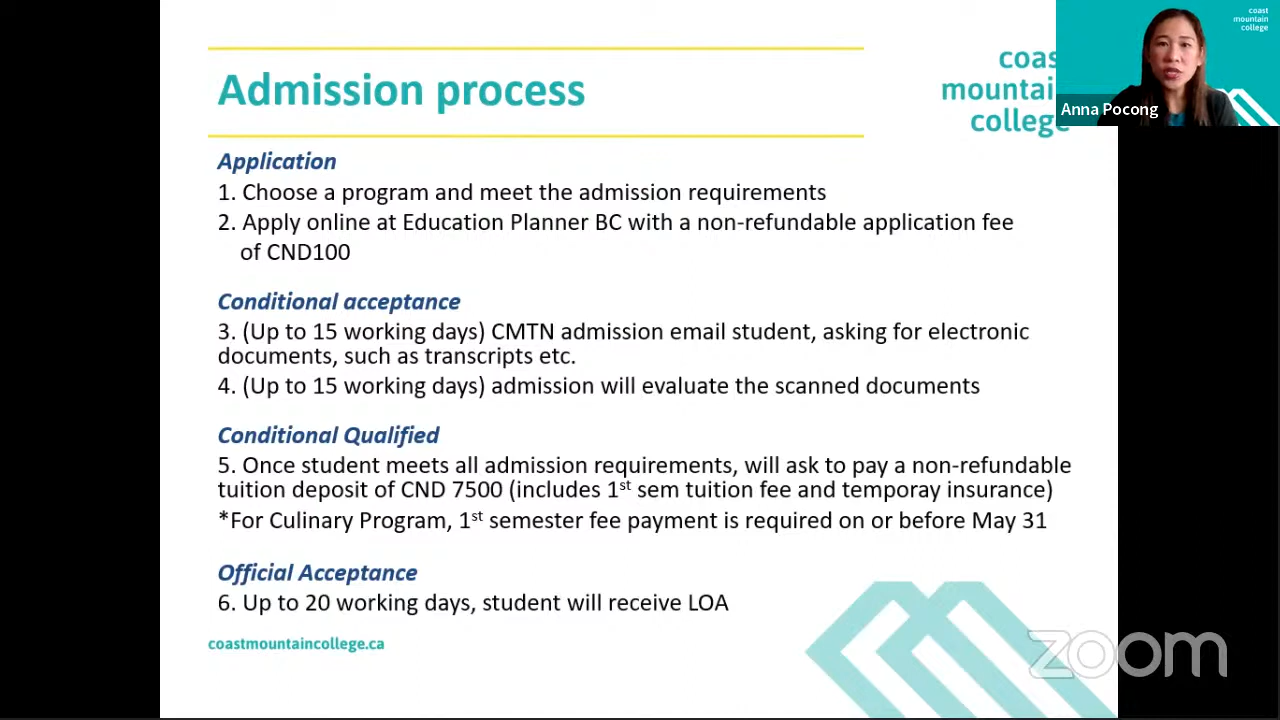 Admission process
coas
mountai
college
coast
mountain
college
Anna Pocong
Application
1. Choose a program and meet the admission requirements
2. Apply online at Education Planner BC with a non-refundable application fee
of CND100
Conditional acceptance
3. (Up to 15 working days) CMTN admission email student, asking for electronic
documents, such as transcripts etc.
4. (Up to 15 working days) admission will evaluate the scanned documents
Conditional Qualified
5. Once student meets all admission requirements, will ask to pay a non-refundable
tuition deposit of CND 7500 (includes 1st sem tuition fee and temporay insurance)
*For Culinary Program, 1st semester fee payment is required on or before May 31
Official Acceptance
6. Up to 20 working days, student will receive LOA
coastmountaincollege.ca
zoom